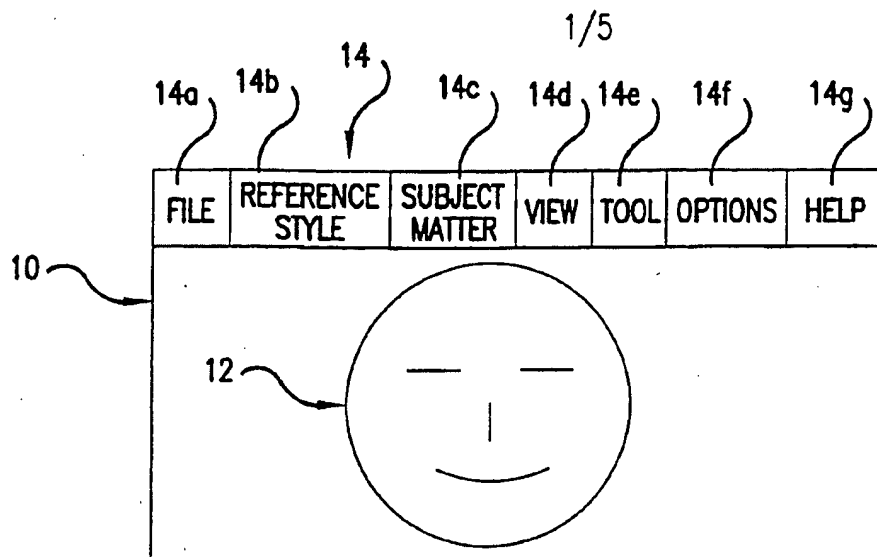 1/5
14
14a 14b 14c 14d 14e 14f 14g
FILE REFERENCE STYLE SUBJECT MATTER VIEW TOOL OPTIONS HELP
10
12